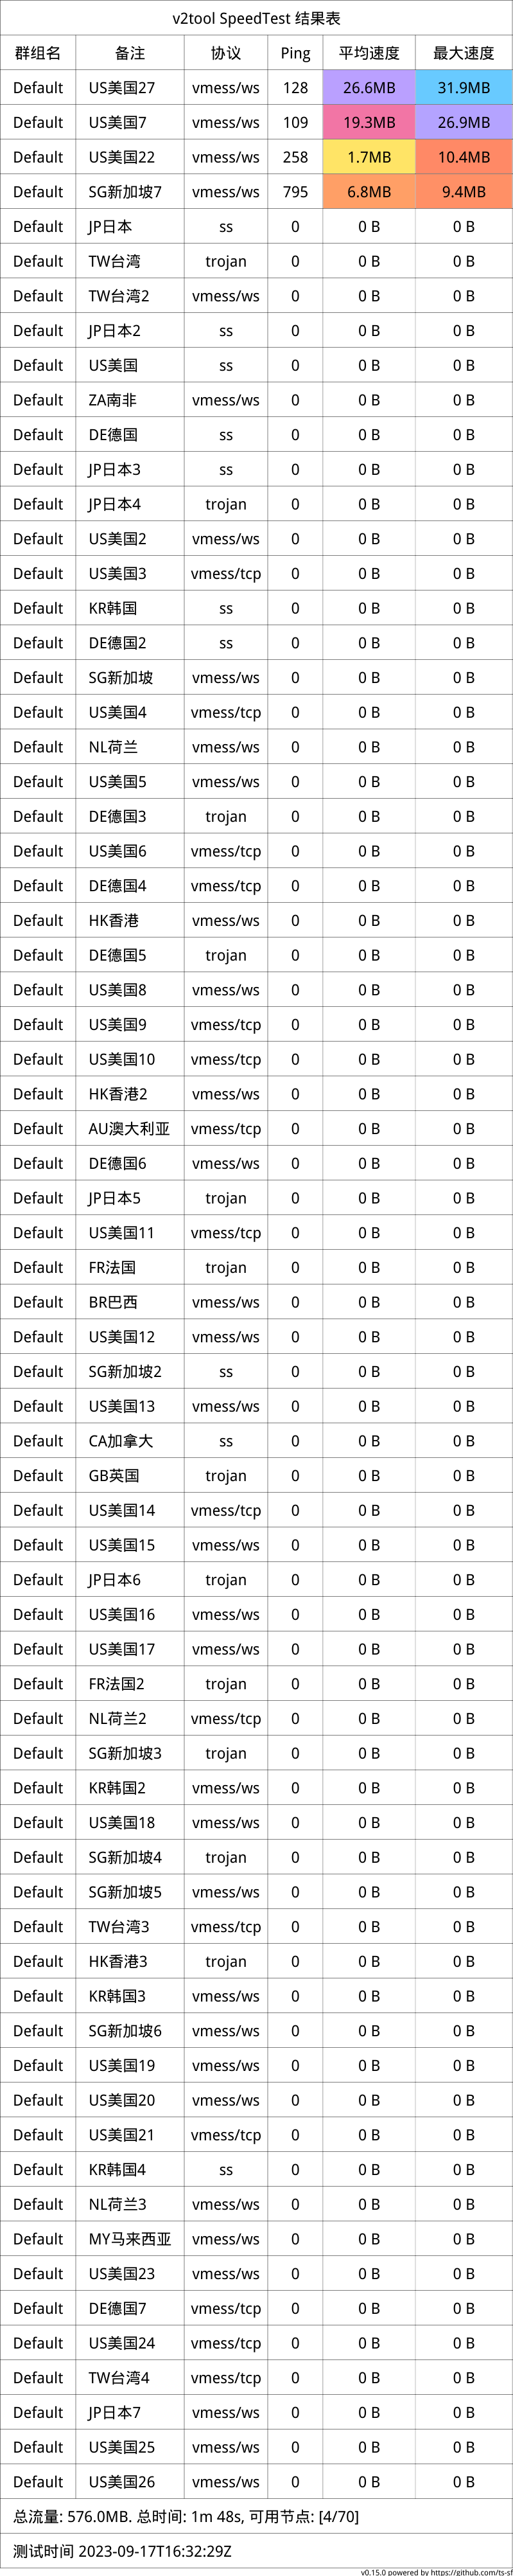 v2tool SpeedTest 结果表
群组名 备注 协议 Ping 平均速度 最大速度
Default US美国27 vmess/ws 128 26.6MB 31.9MB
Default US美国7 vmess/ws 109 19.3MB 26.9MB
Default US美国22 vmess/ws 258 1.7MB 10.4MB
Default SG新加坡7 vmess/ws 795 6.8MB 9.4MB
Default JP日本 ss 0 0 B 0 B
Default TW台湾 trojan 0 0 B 0 B
Default TW台湾2 vmess/ws 0 0 B 0 B
Default JP日本2 ss 0 0 B 0 B
Default US美国 ss 0 0 B 0 B
Default ZA南非 vmess/ws 0 0 B 0 B
Default DE德国 ss 0 0 B 0 B
Default JP日本3 ss 0 0 B 0 B
Default JP日本4 trojan 0 0 B 0 B
Default US美国2 vmess/ws 0 0 B 0 B
Default US美国3 vmess/tcp 0 0 B 0 B
Default KR韩国 ss 0 0 B 0 B
Default DE德国2 ss 0 0 B 0 B
Default SG新加坡 vmess/ws 0 0 B 0 B
Default US美国4 vmess/tcp 0 0 B 0 B
Default NL荷兰 vmess/ws 0 0 B 0 B
Default US美国5 vmess/ws 0 0 B 0 B
Default DE德国3 trojan 0 0 B 0 B
Default US美国6 vmess/tcp 0 0 B 0 B
Default DE德国4 vmess/tcp 0 0 B 0 B
Default HK香港 vmess/ws 0 0 B 0 B
Default DE德国5 trojan 0 0 B 0 B
Default US美国8 vmess/ws 0 0 B 0 B
Default US美国9 vmess/tcp 0 0 B 0 B
Default US美国10 vmess/tcp 0 0 B 0 B
Default HK香港2 vmess/ws 0 0 B 0 B
Default AU澳大利亚 vmess/tcp 0 0 B 0 B
Default DE德国6 vmess/ws 0 0 B 0 B
Default JP日本5 trojan 0 0 B 0 B
Default US美国11 vmess/tcp 0 0 B 0 B
Default FR法国 trojan 0 0 B 0 B
Default BR巴西 vmess/ws 0 0 B 0 B
Default US美国12 vmess/ws 0 0 B 0 B
Default SG新加坡2 ss 0 0 B 0 B
Default US美国13 vmess/ws 0 0 B 0 B
Default CA加拿大 ss 0 0 B 0 B
Default GB英国 trojan 0 0 B 0 B
Default US美国14 vmess/tcp 0 0 B 0 B
Default US美国15 vmess/ws 0 0 B 0 B
Default JP日本6 trojan 0 0 B 0 B
Default US美国16 vmess/ws 0 0 B 0 B
Default US美国17 vmess/ws 0 0 B 0 B
Default FR法国2 trojan 0 0 B 0 B
Default NL荷兰2 vmess/tcp 0 0 B 0 B
Default SG新加坡3 trojan 0 0 B 0 B
Default KR韩国2 vmess/ws 0 0 B 0 B
Default US美国18 vmess/ws 0 0 B 0 B
Default SG新加坡4 trojan 0 0 B 0 B
Default SG新加坡5 vmess/ws 0 0 B 0 B
Default TW台湾3 vmess/tcp 0 0 B 0 B
Default HK香港3 trojan 0 0 B 0 B
Default KR韩国3 vmess/ws 0 0 B 0 B
Default SG新加坡6 vmess/ws 0 0 B 0 B
Default US美国19 vmess/ws 0 0 B 0 B
Default US美国20 vmess/ws 0 0 B 0 B
Default US美国21 vmess/tcp 0 0 B 0 B
Default KR韩国4 ss 0 0 B 0 B
Default NL荷兰3 vmess/ws 0 0 B 0 B
Default MY马来西亚 vmess/ws 0 0 B 0 B
Default US美国23 vmess/ws 0 0 B 0 B
Default DE德国7 vmess/tcp 0 0 B 0 B
Default US美国24 vmess/tcp 0 0 B 0 B
Default TW台湾4 vmess/tcp 0 0 B 0 B
Default JP日本7 vmess/ws 0 0 B 0 B
Default US美国25 vmess/ws 0 0 B 0 B
Default US美国26 vmess/ws 0 0 B 0 B
总流量: 576.0MB. 总时间: 1m 48s, 可用节点: [4/70]
测试时间 2023-09-17T16:32:29Z
v0.15.0 powered by https://github.com/ts-sf